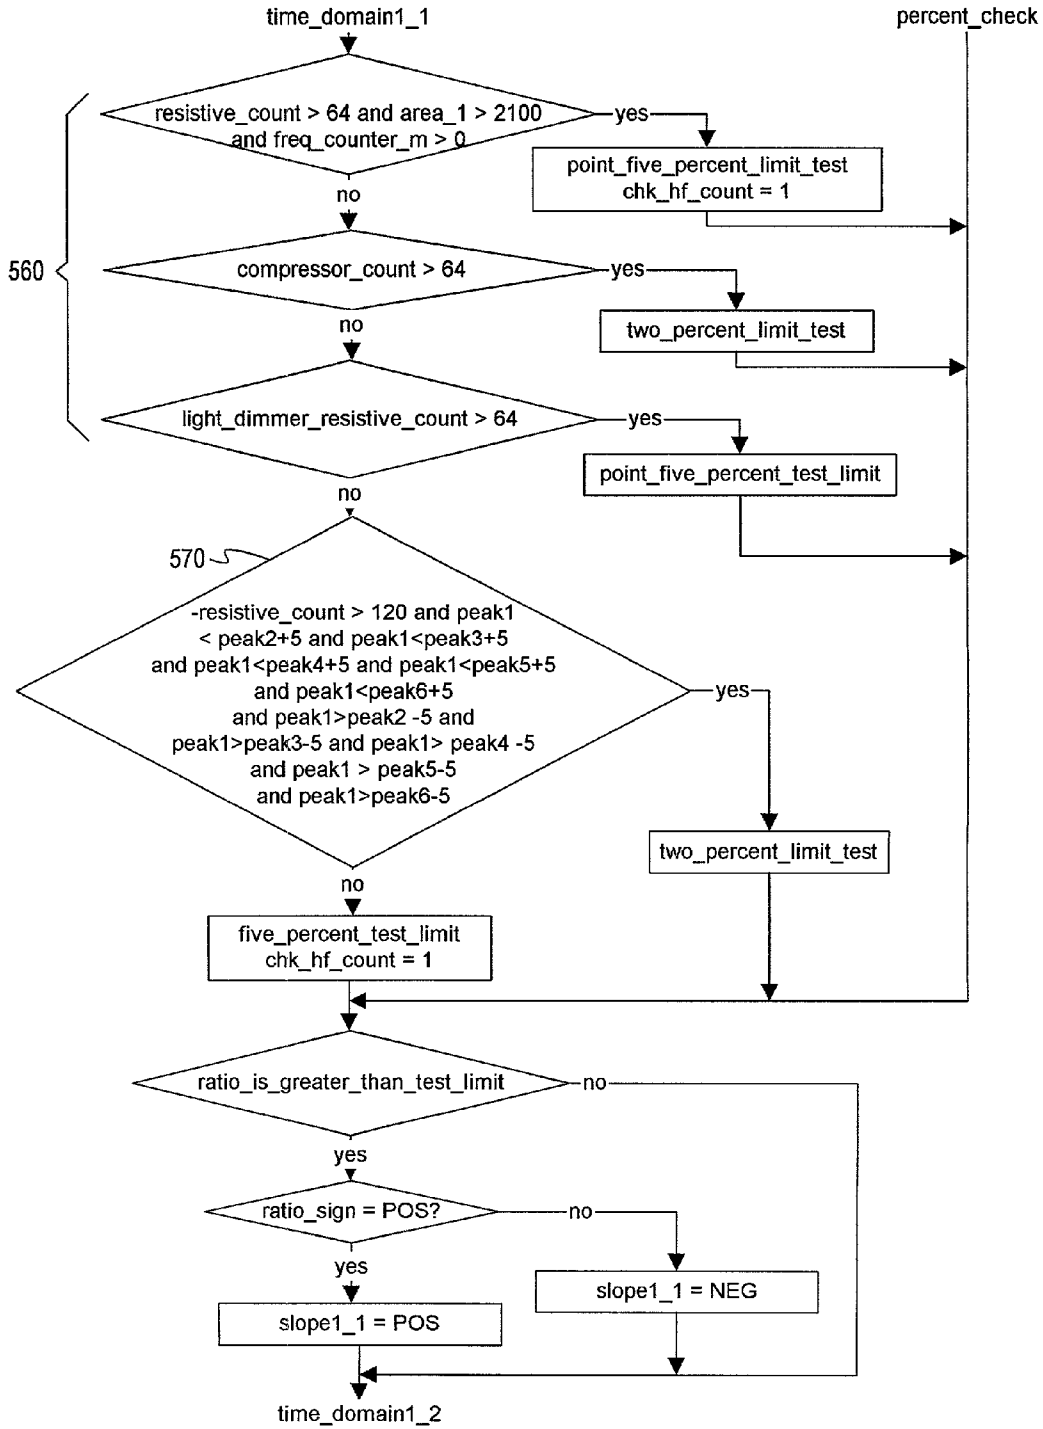 time_domain1_1
percent_check
resistive_count > 64 and area_1 > 2100
and freq_counter_m > 0
yes
point_five_percent_limit_test
chk_hf_count = 1
no
560
compressor_count > 64
yes
two_percent_limit_test
no
light_dimmer_resistive_count > 64
yes
point_five_percent_test_limit
no
570
-resistive_count > 120 and peak1
< peak2+5 and peak1<peak3+5
and peak1<peak4+5 and peak1<peak5+5
and peak1<peak6+5
and peak1>peak2 -5 and
peak1>peak3-5 and peak1> peak4 -5
and peak1 > peak5-5
and peak1>peak6-5
yes
two_percent_limit_test
no
five_percent_test_limit
chk_hf_count = 1
ratio_is_greater_than_test_limit
no
yes
ratio_sign = POS?
no
yes
slope1_1 = NEG
slope1_1 = POS
time_domain1_2